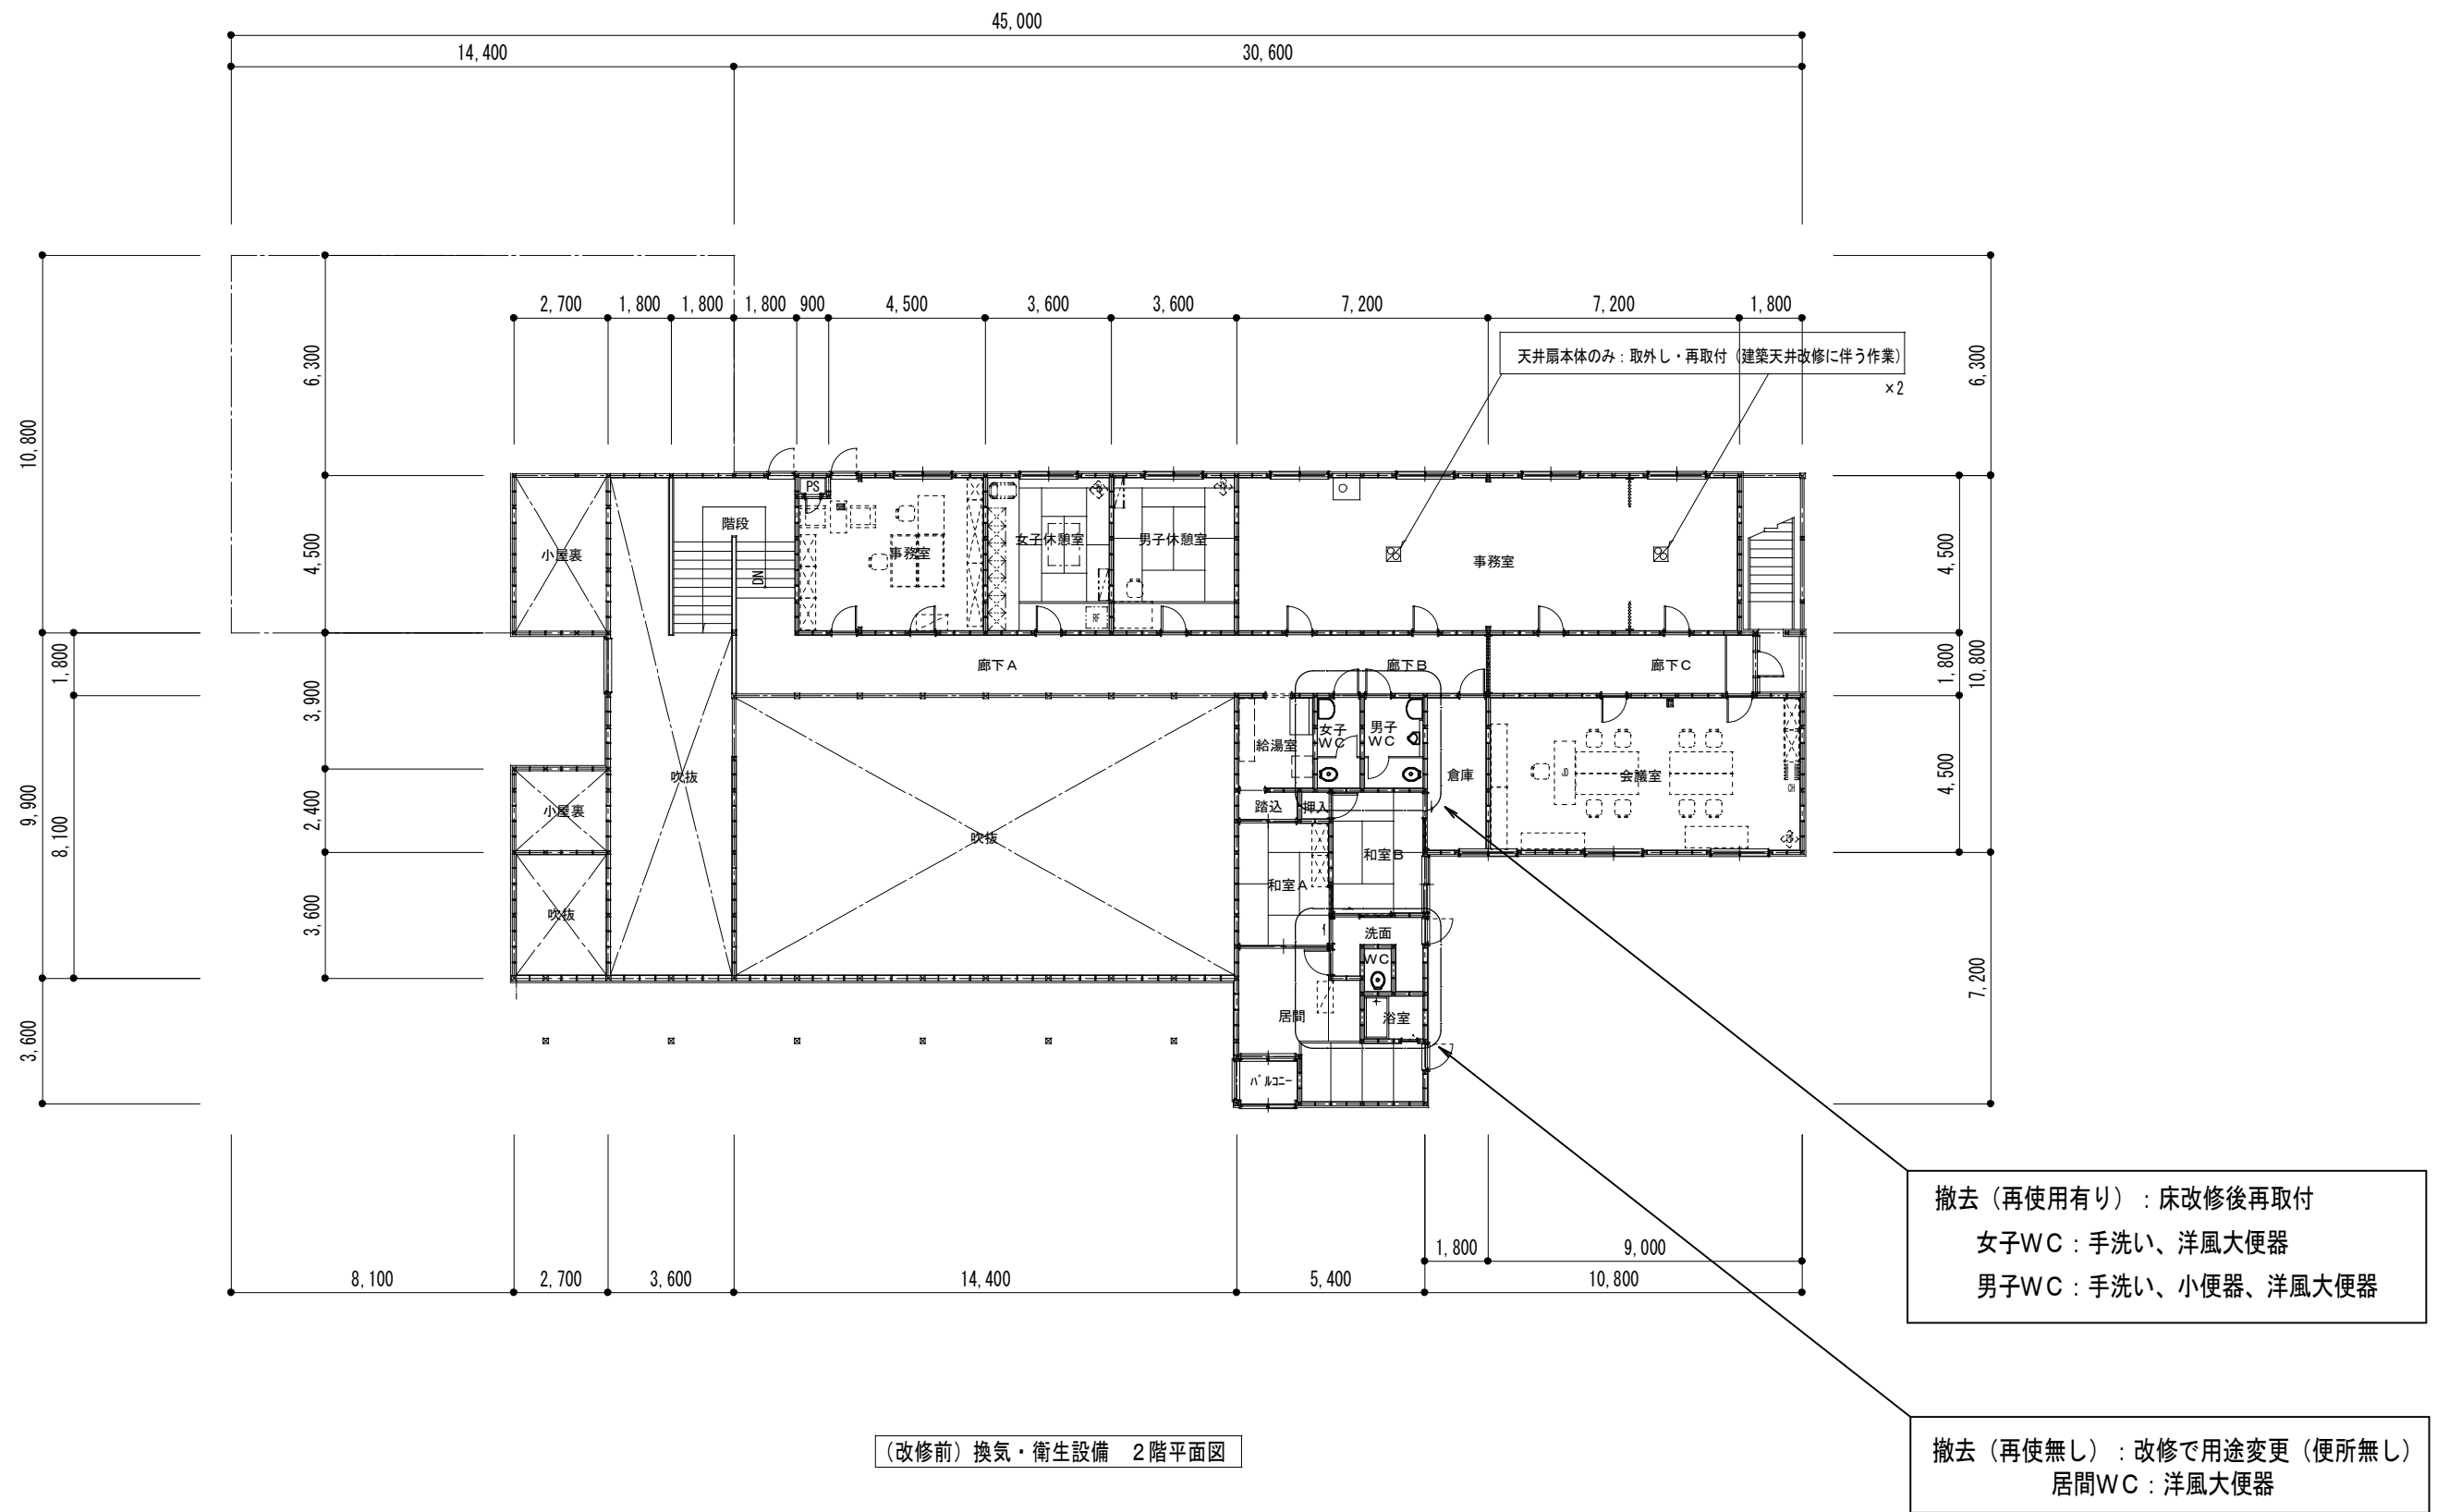 45,000
14,400
30,600
2,700
1,800
1,800
1,800
900
4,500
3,600
3,600
7,200
7,200
1,800
天井扇本体のみ：取外し・再取付（建築天井改修に伴う作業）
×2
10,800
9,900
3,600
1,800
8,100
6,300
4,500
3,900
2,400
3,600
6,300
10,800
7,200
4,500
1,800
4,500
PS
階段
DN
小屋裏
事務室
女子休憩室
男子休憩室
事務室
RF
廊下A
廊下B
廊下C
給湯室
女子
WC
男子
WC
倉庫
会議室
CH
吹抜
小屋裏
吹抜
吹抜
踏込
押入
和室B
和室A
洗面
WC
居間
浴室
バルコニー
撤去（再使用有り）：床改修後再取付
女子WC：手洗い、洋風大便器
男子WC：手洗い、小便器、洋風大便器
1,800
9,000
8,100
2,700
3,600
14,400
5,400
10,800
（改修前）換気・衛生設備　２階平面図
撤去（再使無し）：改修で用途変更（便所無し）
居間WC：洋風大便器